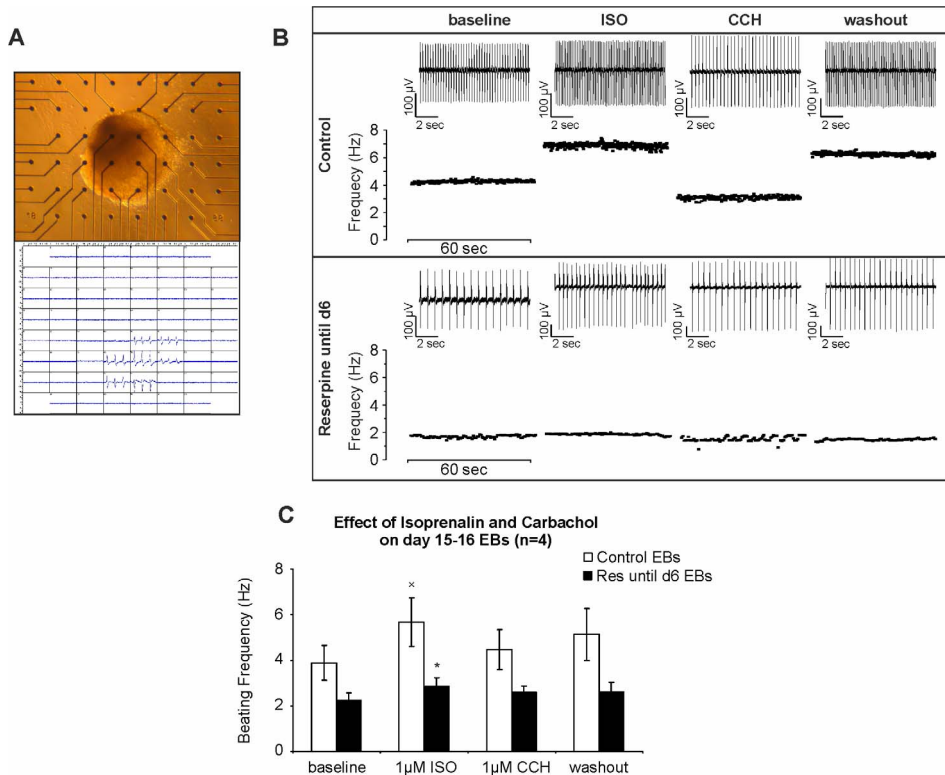 A
B
baseline ISO CCH washout
Control
100 µV
2 sec
100 µV
2 sec
100 µV
2 sec
100 µV
2 sec
Frequecy (Hz)
8
6
4
2
0
60 sec
Reserpine until d6
100 µV
2 sec
100 µV
2 sec
100 µV
2 sec
100 µV
2 sec
Frequecy (Hz)
8
6
4
2
0
60 sec
C
Effect of Isoprenalin and Carbachol
on day 15-16 EBs (n=4)
Control EBs
Res until d6 EBs
Beating Frequency (Hz)
8
6
4
2
0
×
*
baseline 1µM ISO 1µM CCH washout